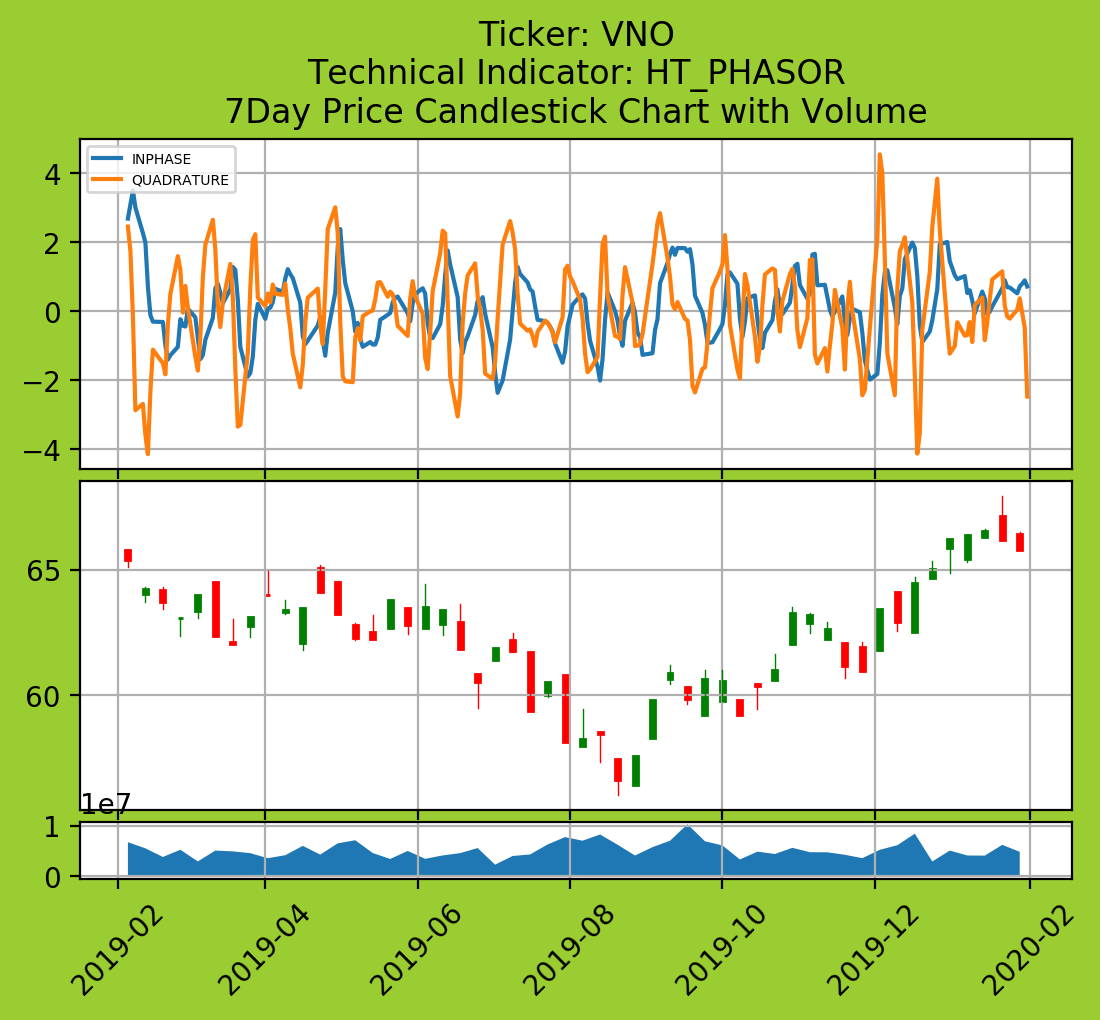 Ticker: VNO
Technical Indicator: HT_PHASOR
7Day Price Candlestick Chart with Volume
INPHASE
QUADRATURE
4
2
0
−2
−4
65
60
1e7
1
0
2019-02
2019-04
2019-06
2019-08
2019-10
2019-12
2020-02